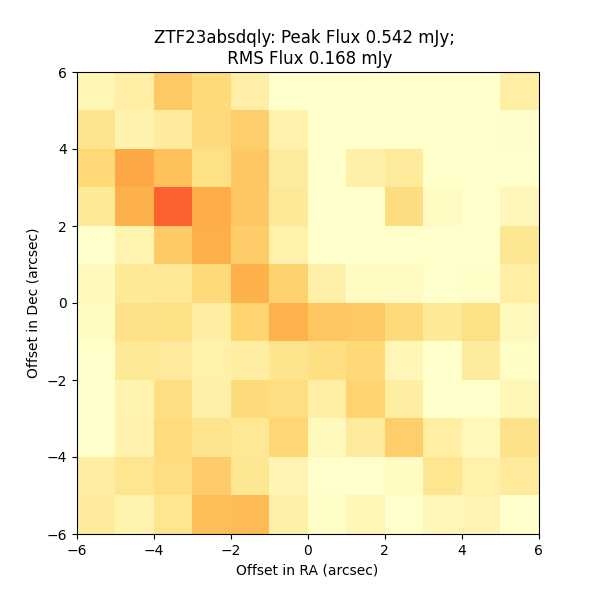 ZTF23absdqly: Peak Flux 0.542 mJy;
RMS Flux 0.168 mJy
6
4
2
0
−2
−4
−6
Offset in Dec (arcsec)
−6 −4 −2 0 2 4 6
Offset in RA (arcsec)